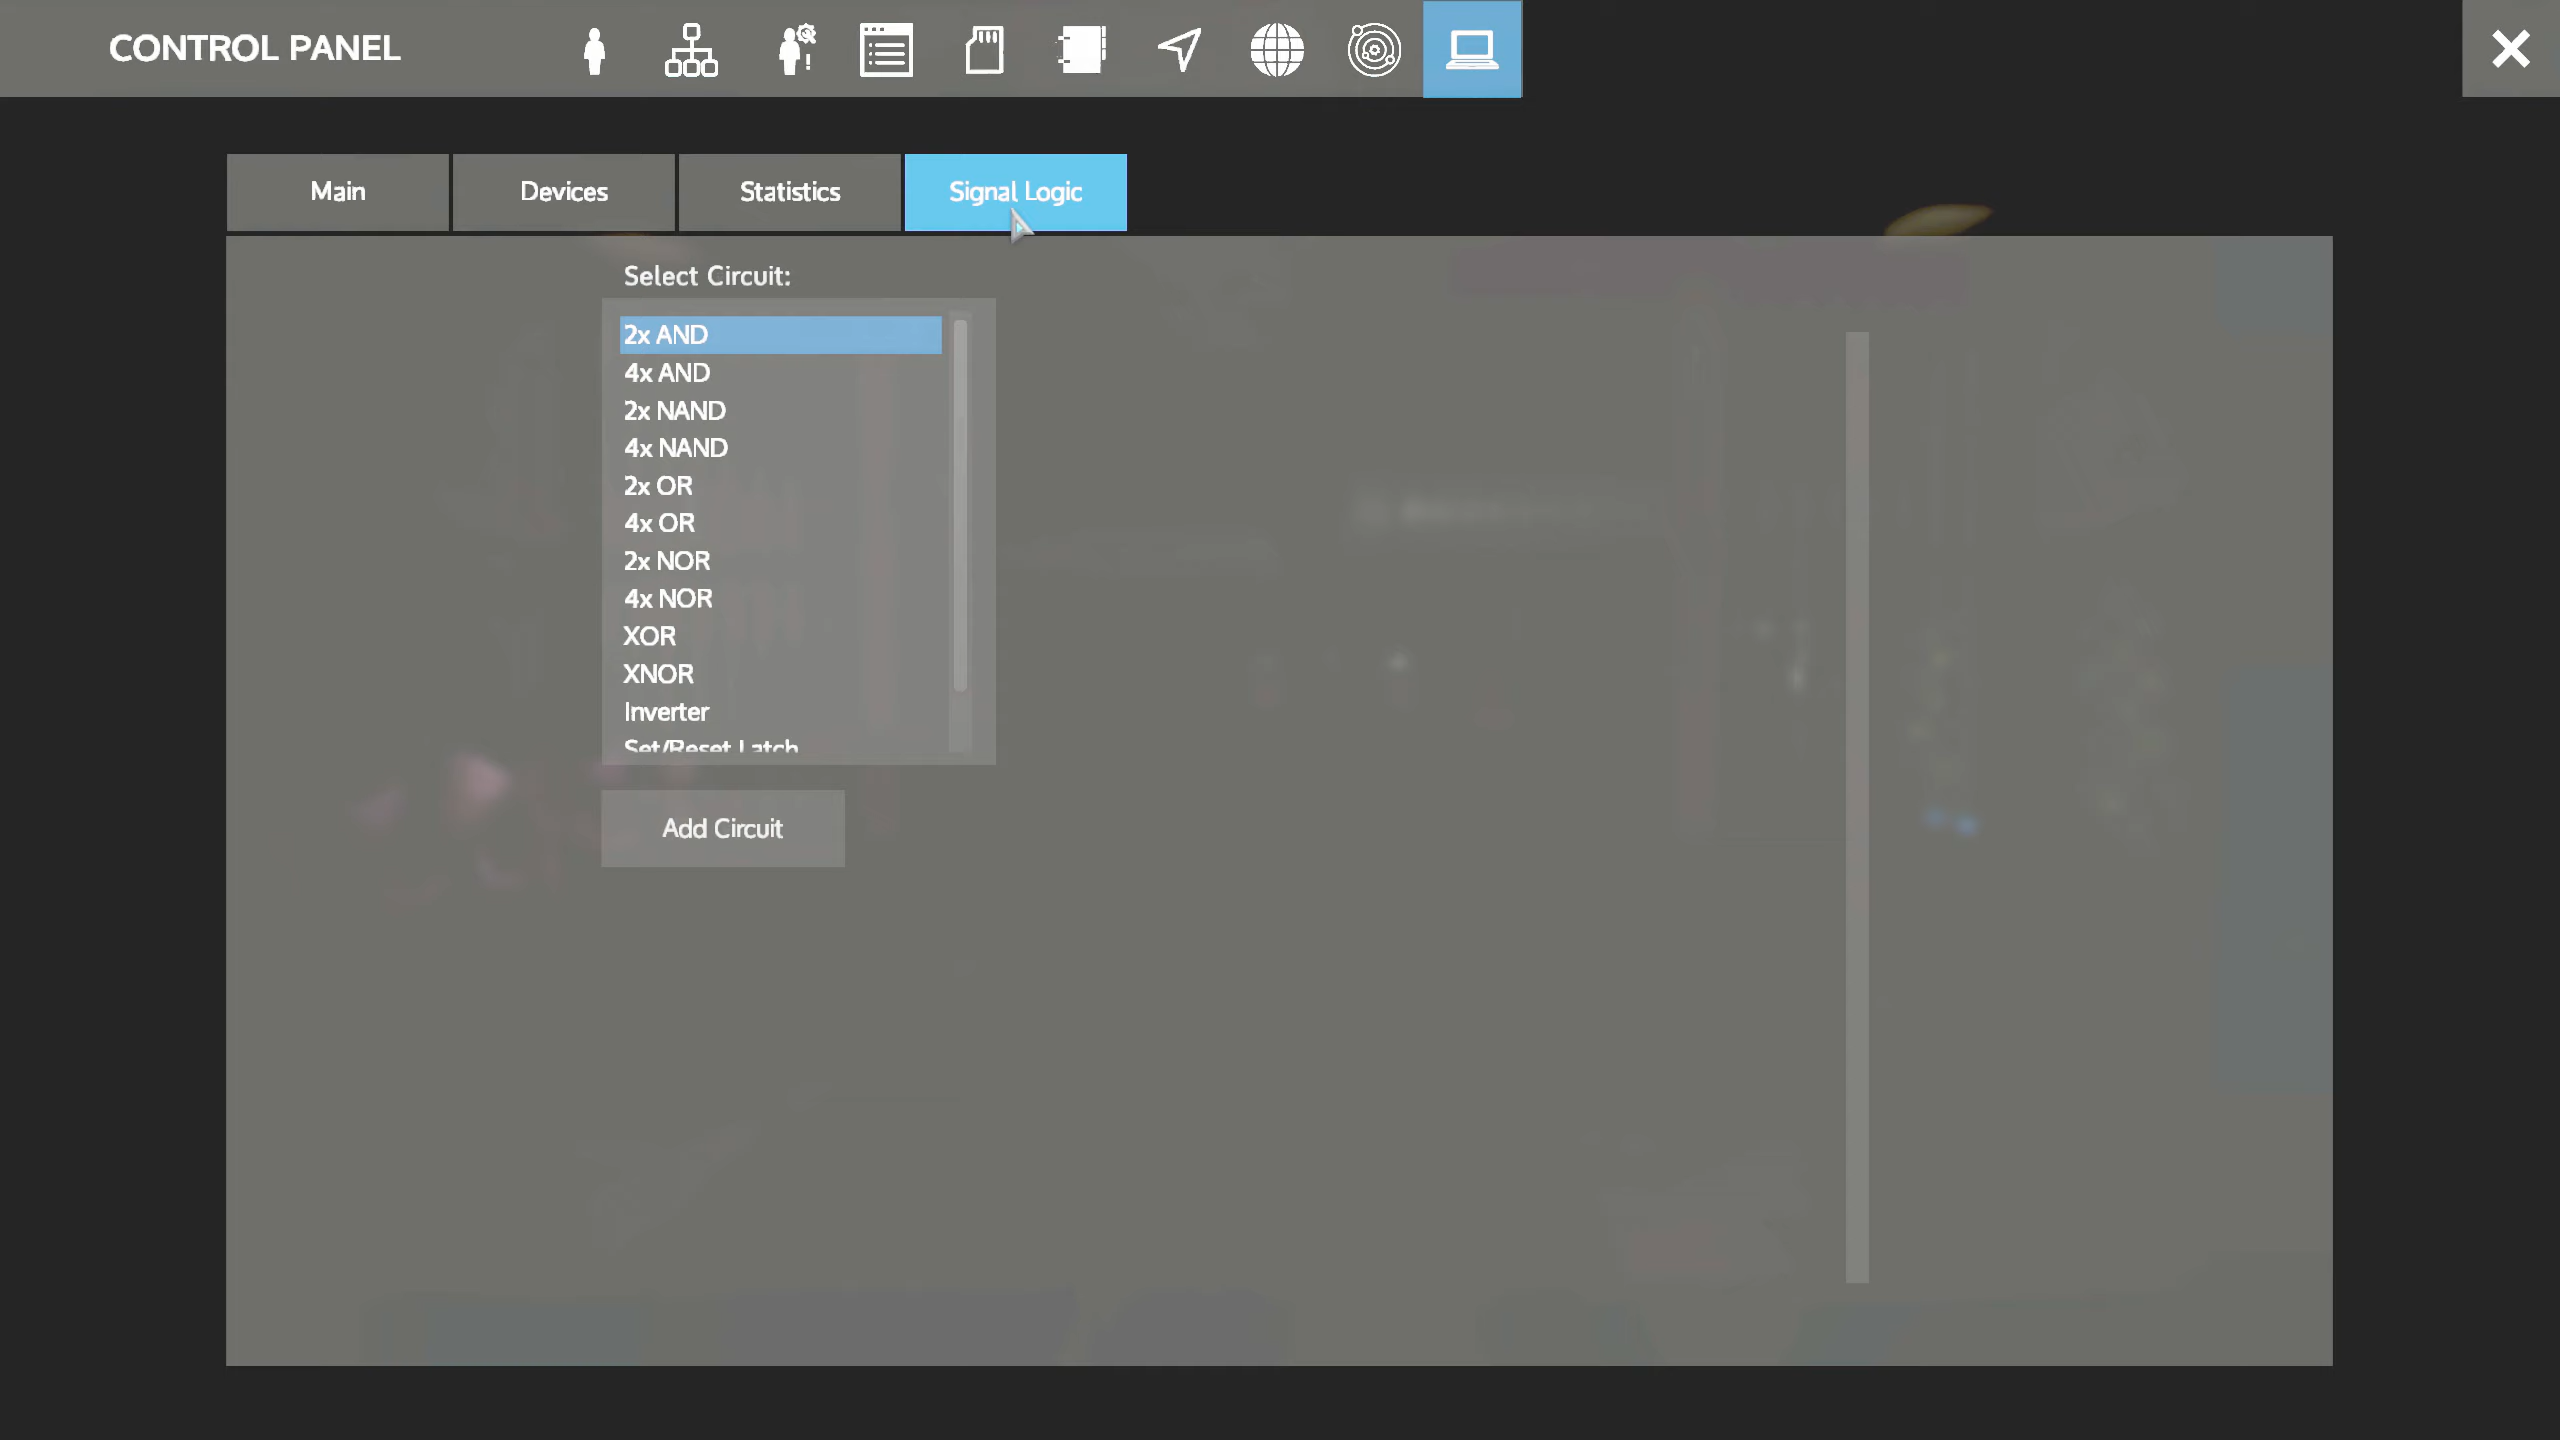 CONTROL PANEL
Main
Devices
Statistics
Signal Logic
Select Circuit:
2x AND
4x AND
2x NAND
4x NAND
2x OR
4x OR
2x NOR
4x NOR
XOR
XNOR
Inverter
Set/Reset Latch
Add Circuit